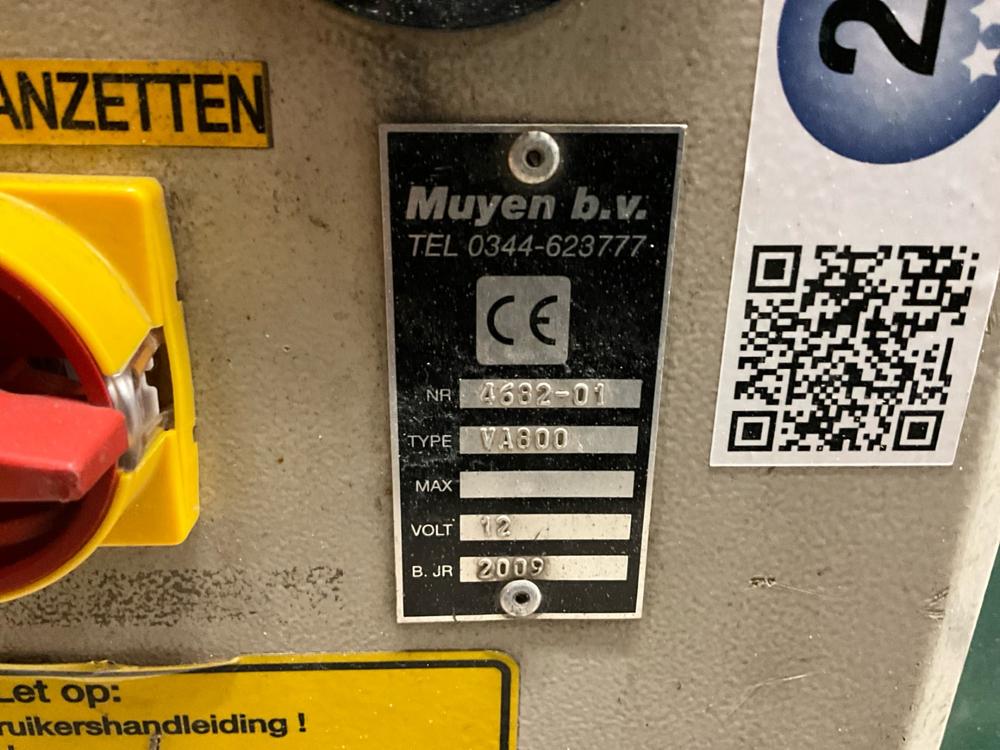 ANZETTEN
2
Muyen b.v.
TEL 0344-623777
CE
NR 4682-01
TYPE VA800
MAX
VOLT 12
B. JR 2009
Let op:
ruikershandleiding !